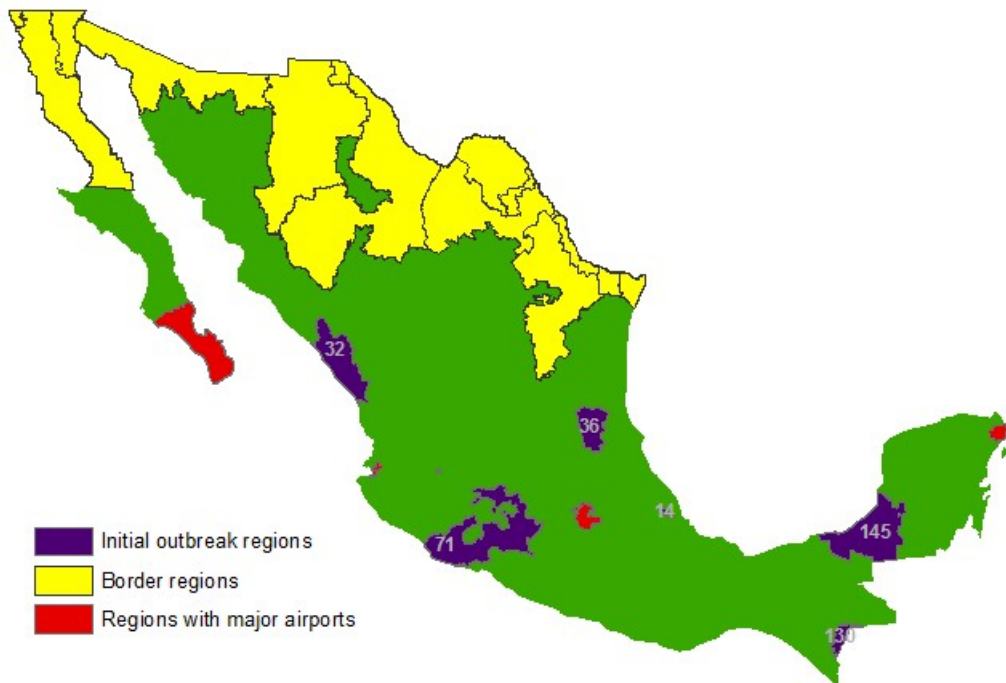 32
36
14
71
145
130
Initial outbreak regions
Border regions
Regions with major airports